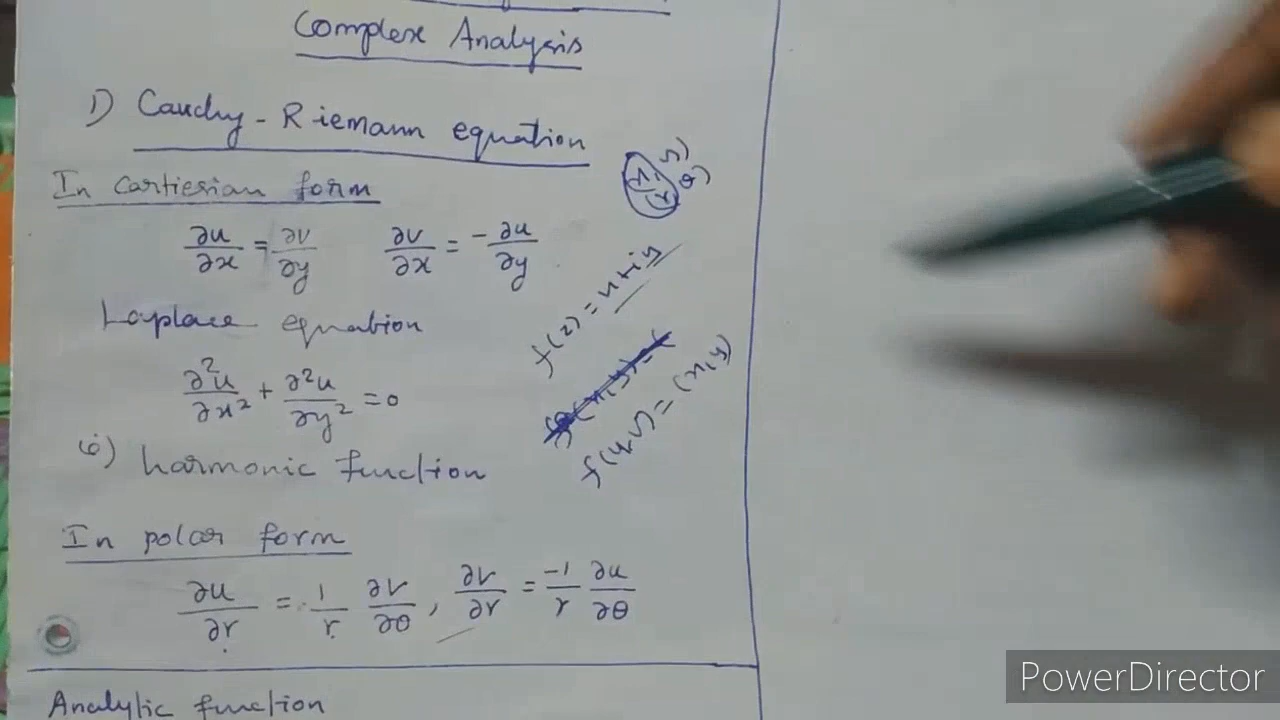 Complex Analysis
1) Cauchy - Riemann equation
In Cartiesian form
∂u/∂x = ∂v/∂y ∂v/∂x = -∂u/∂y
Laplace equation
∂²u/∂x² + ∂²u/∂y² = 0
harmonic function
In polar form
∂u/∂r = 1/r ∂v/∂θ, ∂v/∂r = -1/r ∂u/∂θ
Analytic function
f(z) = x+iy
f(u,v) = (x,y)
PowerDirector